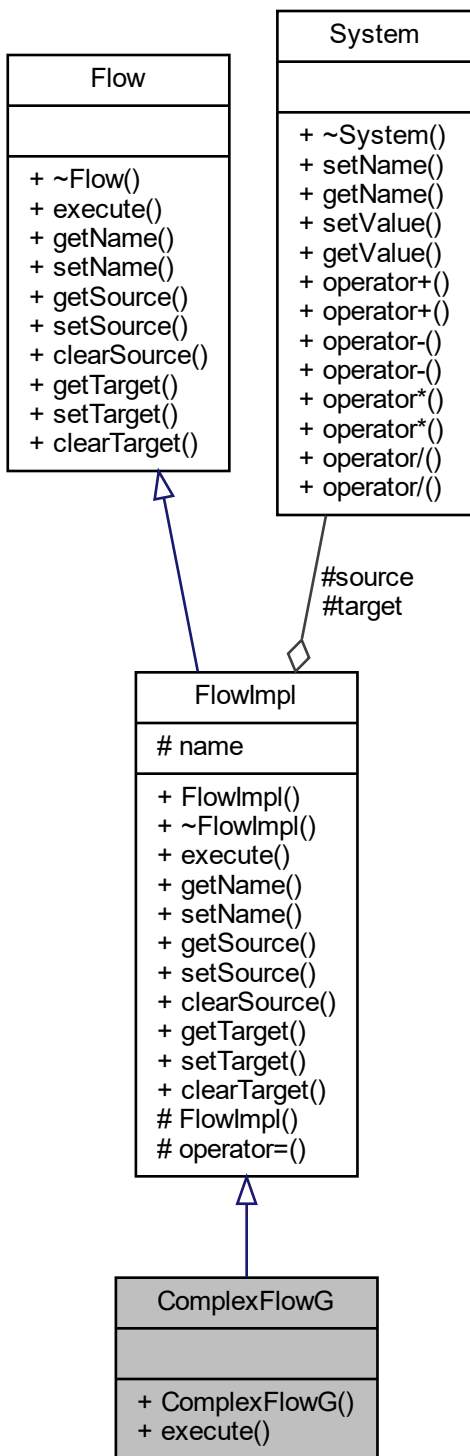 System
+ ~System()
+ setName()
+ getName()
+ setValue()
+ getValue()
+ operator+()
+ operator+()
+ operator-()
+ operator-()
+ operator*()
+ operator*()
+ operator/()
+ operator/()
Flow
+ ~Flow()
+ execute()
+ getName()
+ setName()
+ getSource()
+ setSource()
+ clearSource()
+ getTarget()
+ setTarget()
+ clearTarget()
#source
#target
FlowImpl
# name
+ FlowImpl()
+ ~FlowImpl()
+ execute()
+ getName()
+ setName()
+ getSource()
+ setSource()
+ clearSource()
+ getTarget()
+ setTarget()
+ clearTarget()
# FlowImpl()
# operator=()
ComplexFlowG
+ ComplexFlowG()
+ execute()